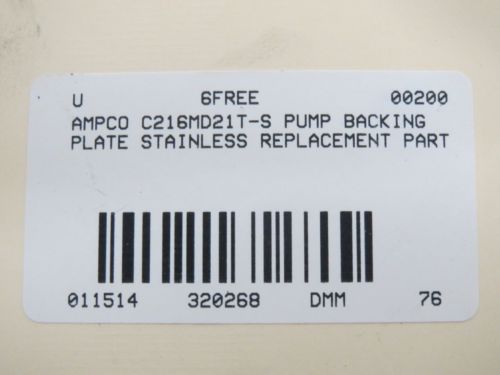 U 6FREE 00200
AMPCO C216MD21T-S PUMP BACKING
PLATE STAINLESS REPLACEMENT PART
011514 320268 DMM 76